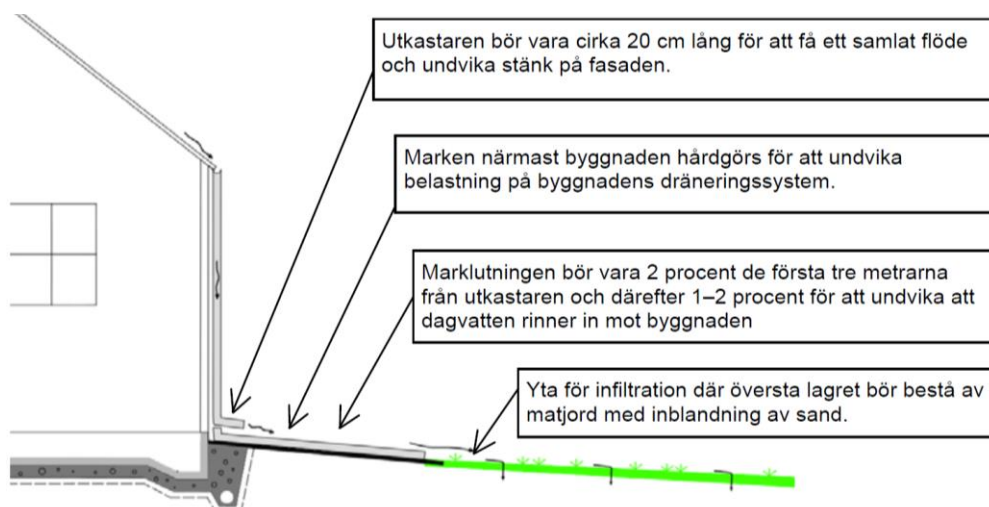 Utkastaren bör vara cirka 20 cm lång för att få ett samlat flöde
och undvika stänk på fasaden.
Marken närmast byggnaden hårdgörs för att undvika
belastning på byggnadens dräneringssystem.
Marklutningen bör vara 2 procent de första tre metrarna
från utkastaren och därefter 1–2 procent för att undvika att
dagvatten rinner in mot byggnaden
Yta för infiltration där översta lagret bör bestå av
matjord med inblandning av sand.